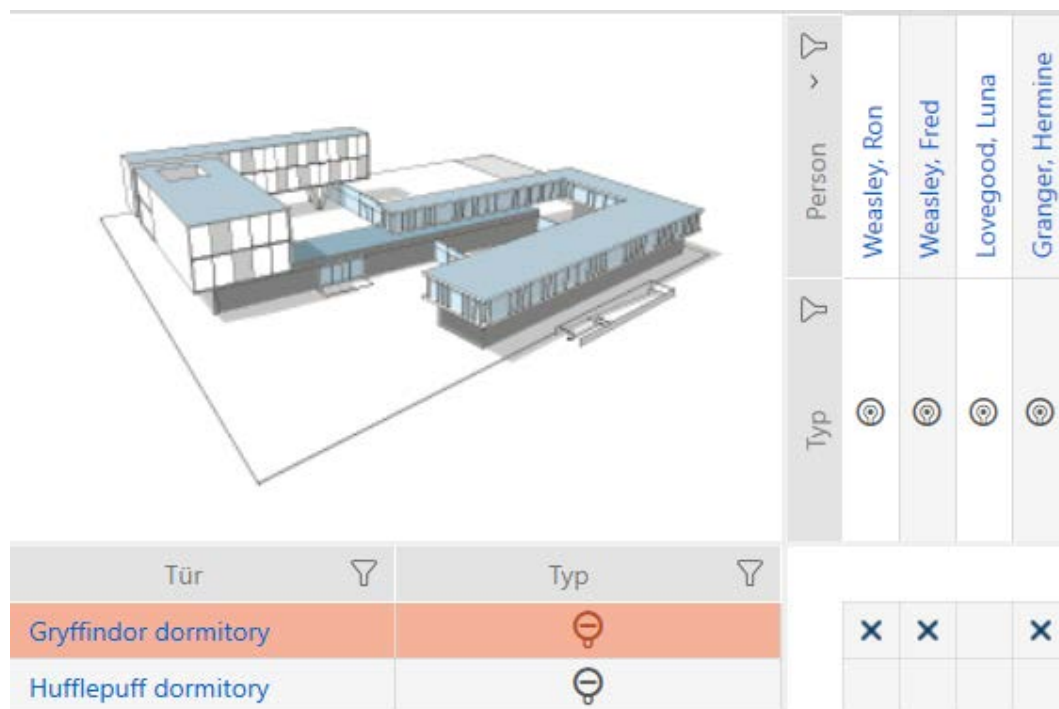 Person
Weasley, Ron
Weasley, Fred
Lovegood, Luna
Granger, Hermine
Typ
Tür
Typ
Gryffindor dormitory
Hufflepuff dormitory